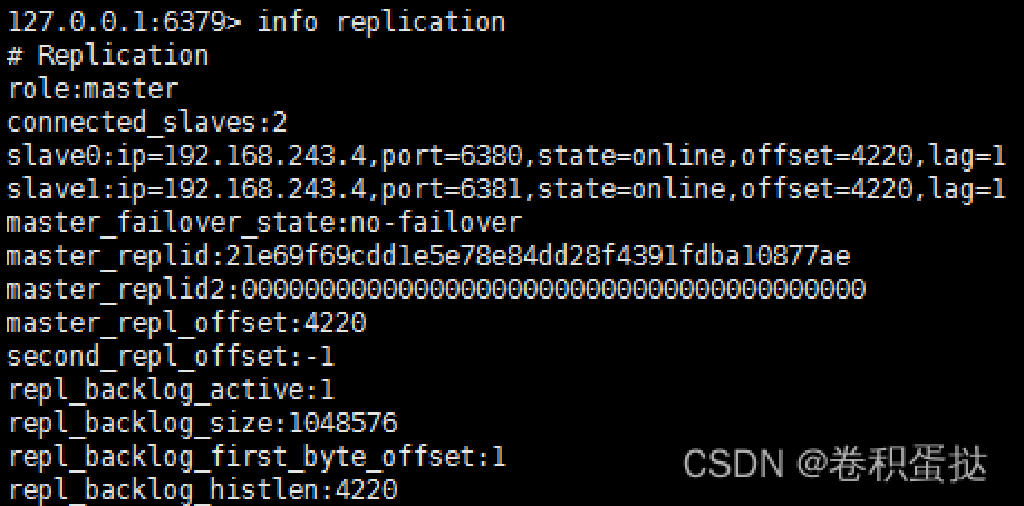 127.0.0.1:6379> info replication
# Replication
role:master
connected_slaves:2
slave0:ip=192.168.243.4,port=6380,state=online,offset=4220,lag=1
slave1:ip=192.168.243.4,port=6381,state=online,offset=4220,lag=1
master_failover_state:no-failover
master_replid:21e69f69cdd1e5e78e84dd28f4391fdba10877ae
master_replid2:0000000000000000000000000000000000000000
master_repl_offset:4220
second_repl_offset:-1
repl_backlog_active:1
repl_backlog_size:1048576
repl_backlog_first_byte_offset:1
repl_backlog_histlen:4220
CSDN @卷积蛋挞